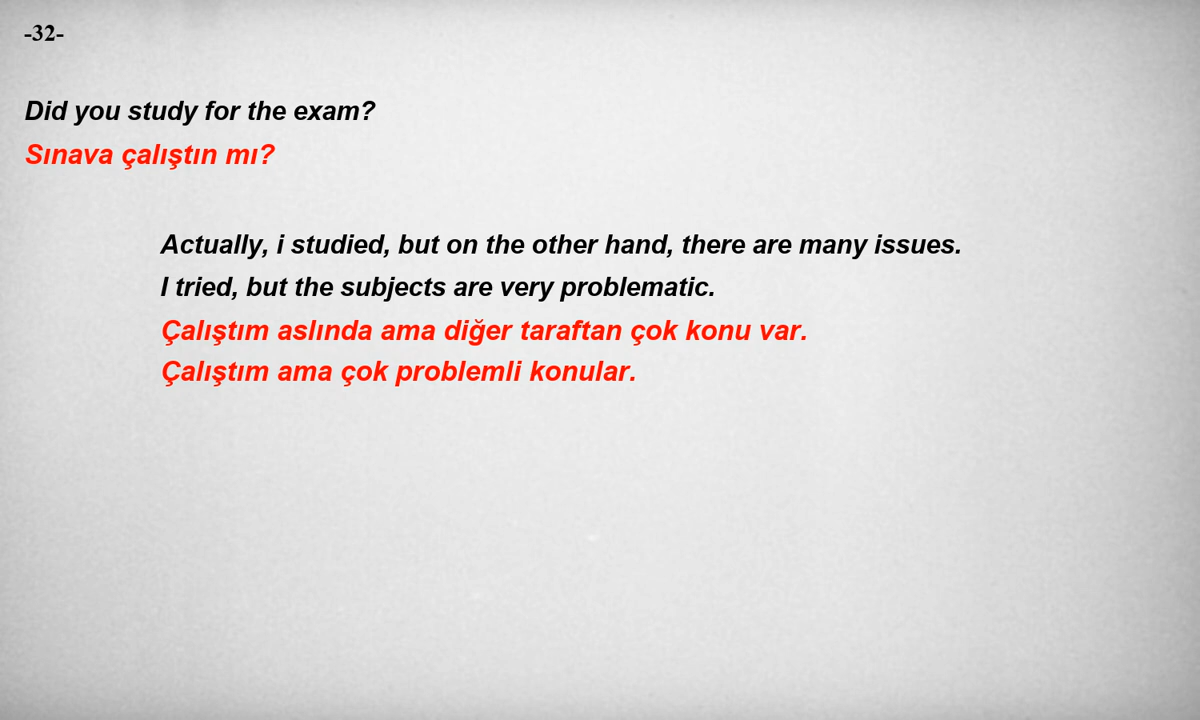 -32-
Did you study for the exam?
Sınava çalıştın mı?
Actually, i studied, but on the other hand, there are many issues.
I tried, but the subjects are very problematic.
Çalıştım aslında ama diğer taraftan çok konu var.
Çalıştım ama çok problemli konular.